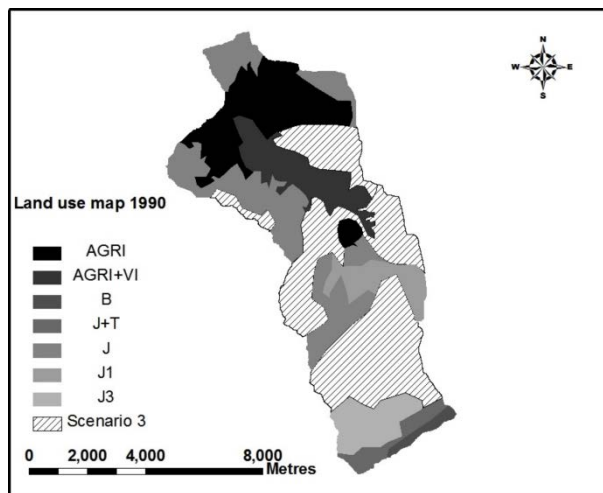 N
W E
S
Land use map 1990
AGRI
AGRI+VI
B
J+T
J
J1
J3
Scenario 3
0 2,000 4,000 8,000
Metres